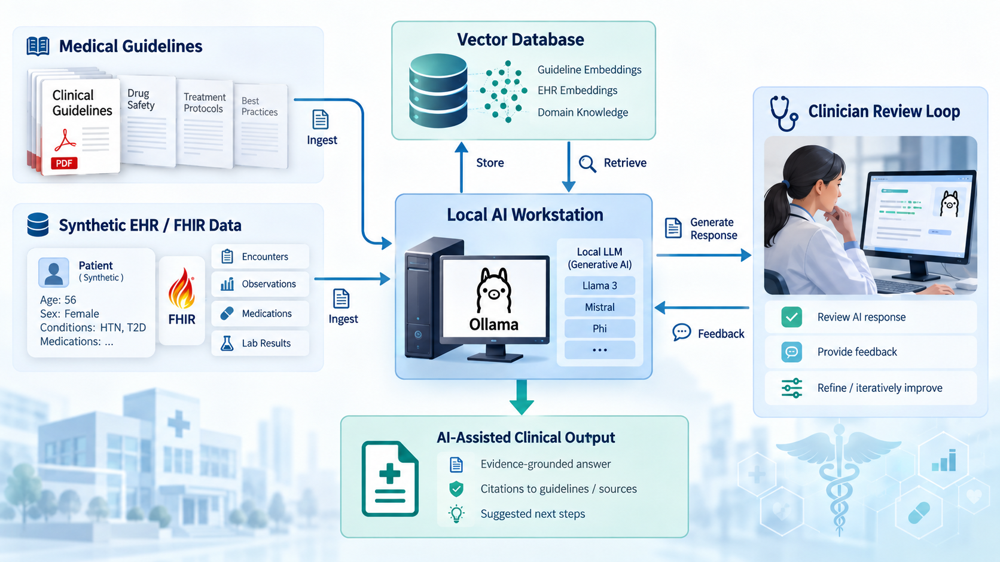 Medical Guidelines
Clinical
Guidelines
PDF
Drug
Safety
Treatment
Protocols
Best
Practices
Ingest
Synthetic EHR / FHIR Data
Patient
( Synthetic )
Age: 56
Sex: Female
Conditions: HTN, T2D
Medications: ...
FHIR
Encounters
Observations
Medications
Lab Results
Ingest
Vector Database
Guideline Embeddings
EHR Embeddings
Domain Knowledge
Store
Retrieve
Local AI Workstation
Ollama
Local LLM
(Generative AI)
Llama 3
Mistral
Phi
...
Generate
Response
Feedback
Clinician Review Loop
Review AI response
Provide feedback
Refine / iteratively improve
AI-Assisted Clinical Output
Evidence-grounded answer
Citations to guidelines / sources
Suggested next steps